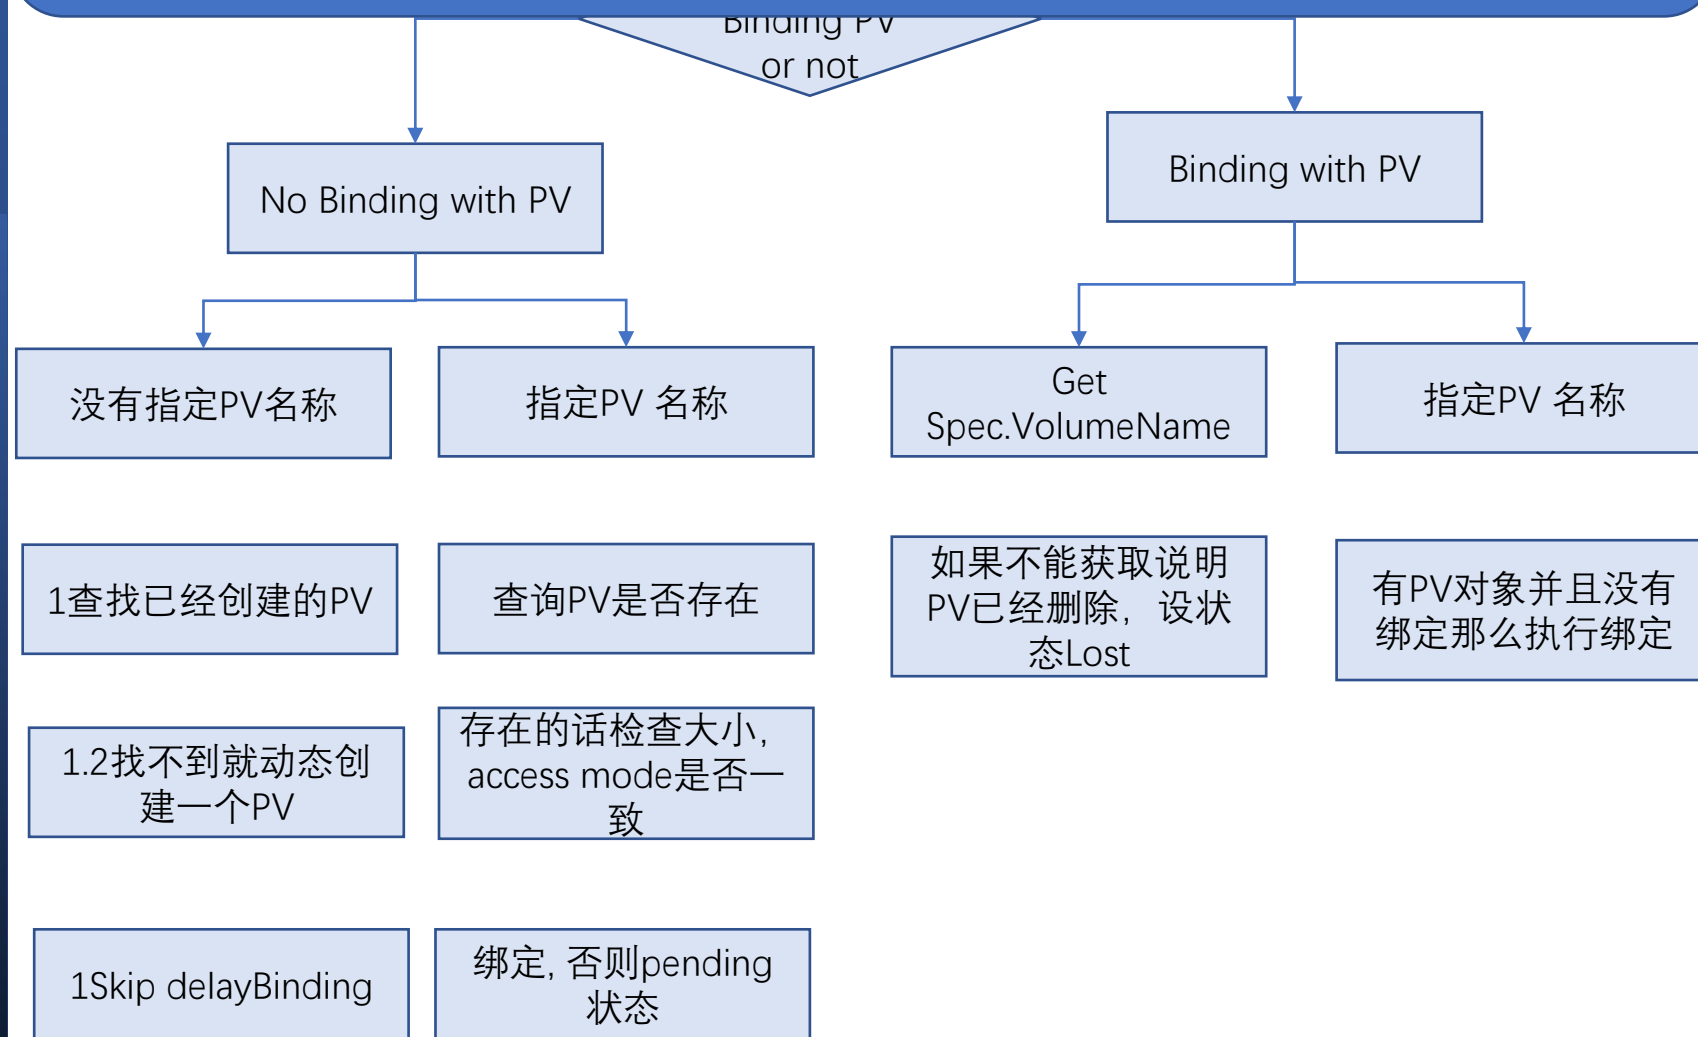 Binding PV
or not
No Binding with PV
Binding with PV
没有指定PV名称
指定PV 名称
Get
Spec.VolumeName
指定PV 名称
1查找已经创建的PV
查询PV是否存在
如果不能获取说明
PV已经删除，设状
态Lost
有PV对象并且没有
绑定那么执行绑定
1.2找不到就动态创
建一个PV
存在的话检查大小，
access mode是否一
致
1Skip delayBinding
绑定, 否则pending
状态